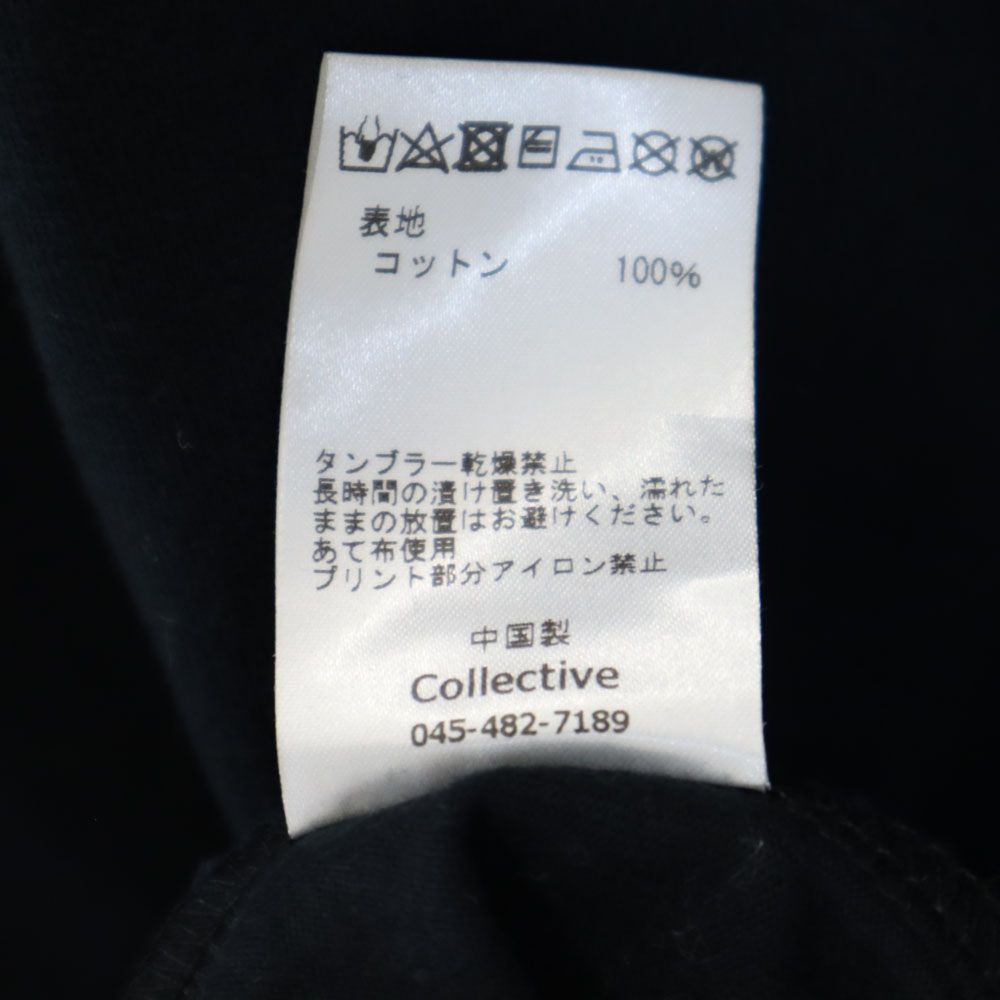 表地
コットン 100%
タンブラー乾燥禁止
長時間の漬け置き洗い、濡れた
ままの放置はお避けください。
あて布使用
プリント部分アイロン禁止
中国製
Collective
045-482-7189